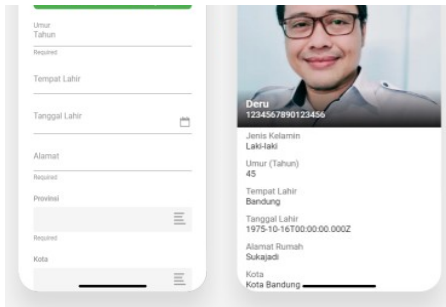 Umur
Tahun
Required
Tempat Lahir
Tanggal Lahir
Alamat
Required
Provinsi
Required
Kota
Deru
1234567890123456
Jenis Kelamin
Laki-laki
Umur (Tahun)
45
Tempat Lahir
Bandung
Tanggal Lahir
1975-10-16T00:00:00.000Z
Alamat Rumah
Sukajadi
Kota
Kota Bandung